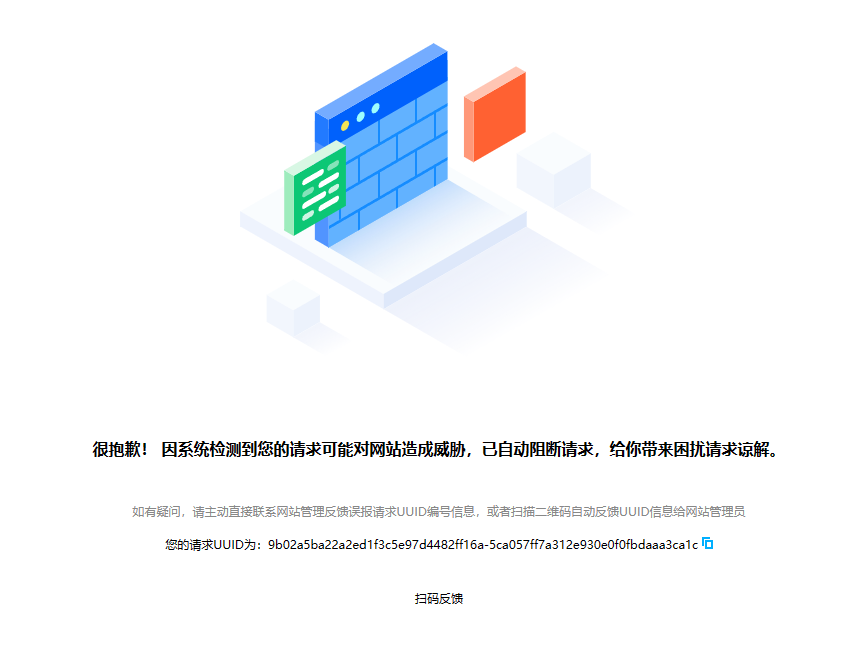 很抱歉！ 因系统检测到您的请求可能对网站造成威胁，已自动阻断请求，给你带来困扰请求谅解。
如有疑问，请主动直接联系网站管理反馈误报请求UUID编号信息，或者扫描二维码自动反馈UUID信息给网站管理员
您的请求UUID为：9b02a5ba22a2ed1f3c5e97d4482ff16a-5ca057ff7a312e930e0f0fbdaaa3ca1c
扫码反馈